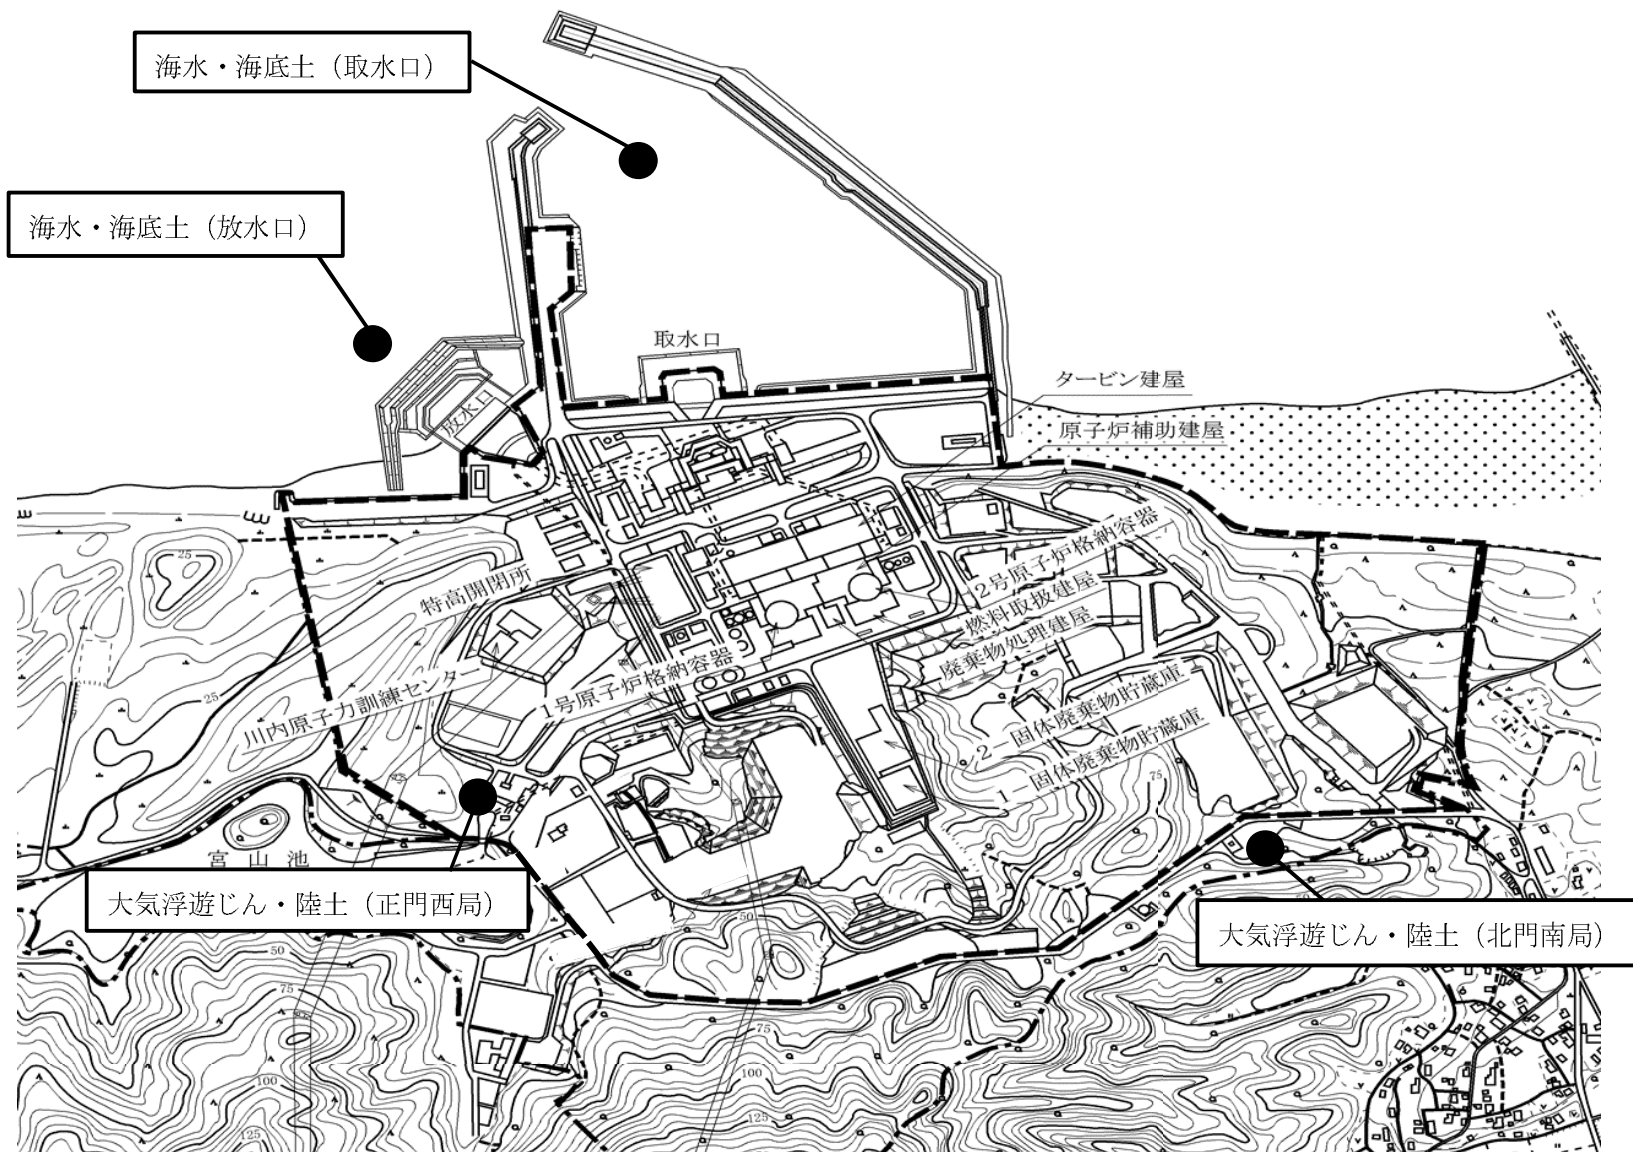 海水・海底土（取水口）
海水・海底土（放水口）
取水口
放水口
タービン建屋
原子炉補助建屋
2号原子炉格納容器
燃料取扱建屋
廃棄物処理建屋
特高開閉所
川内原子力訓練センター
1号原子炉格納容器
2－固体廃棄物貯蔵庫
1－固体廃棄物貯蔵庫
宮山池
大気浮遊じん・陸土（正門西局）
大気浮遊じん・陸土（北門南局）
25
25
75
50
50
75
75
100
100
125
125